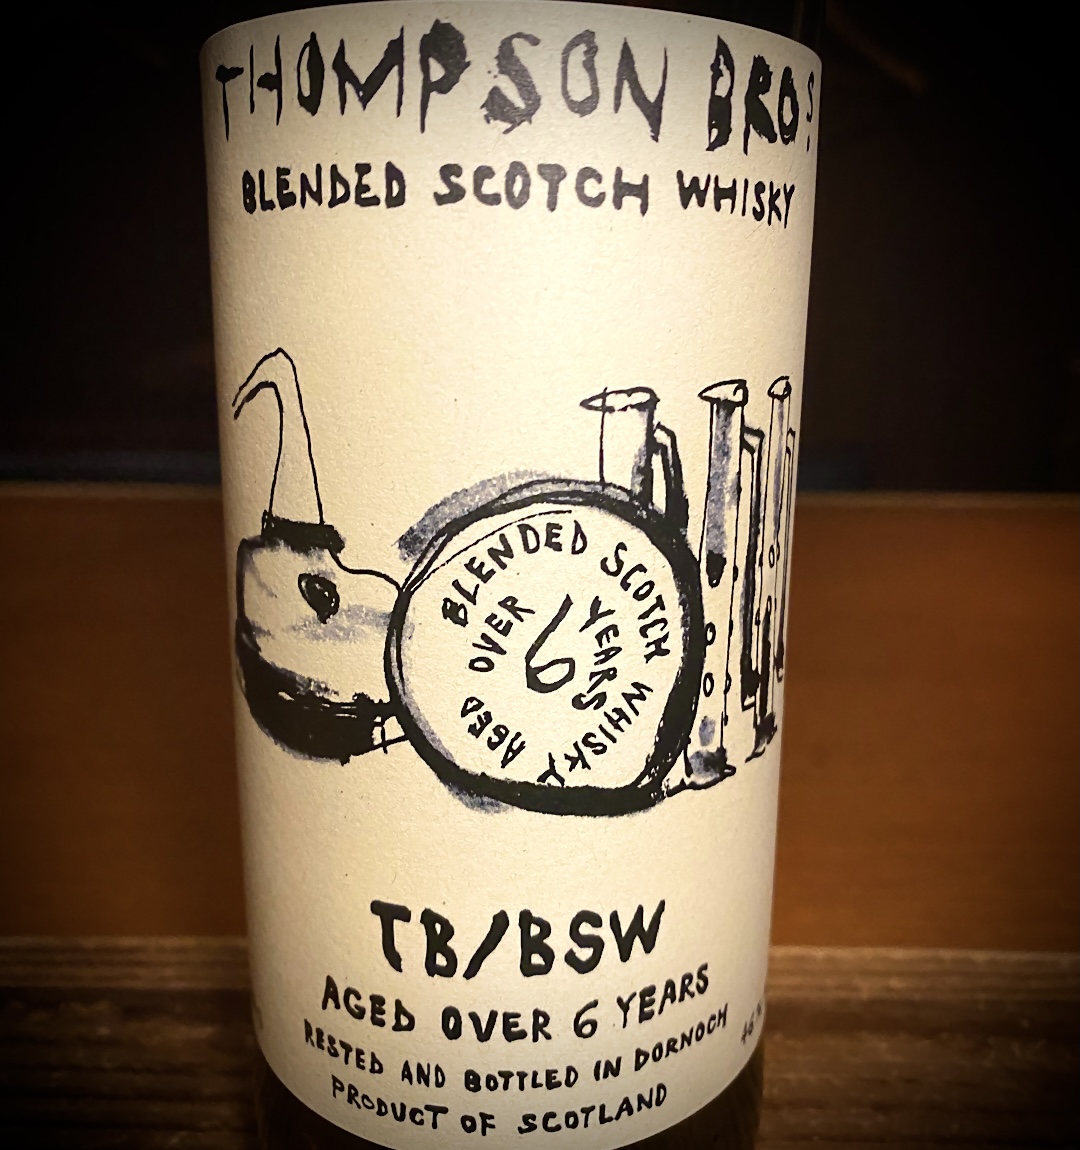 THOMPSON BROS.
BLENDED SCOTCH WHISKY
BLENDED SCOTCH WHISKY
AGED OVER 6 YEARS
TB/BSW
AGED OVER 6 YEARS
RESTED AND BOTTLED IN DORNOCH
PRODUCT OF SCOTLAND
46%